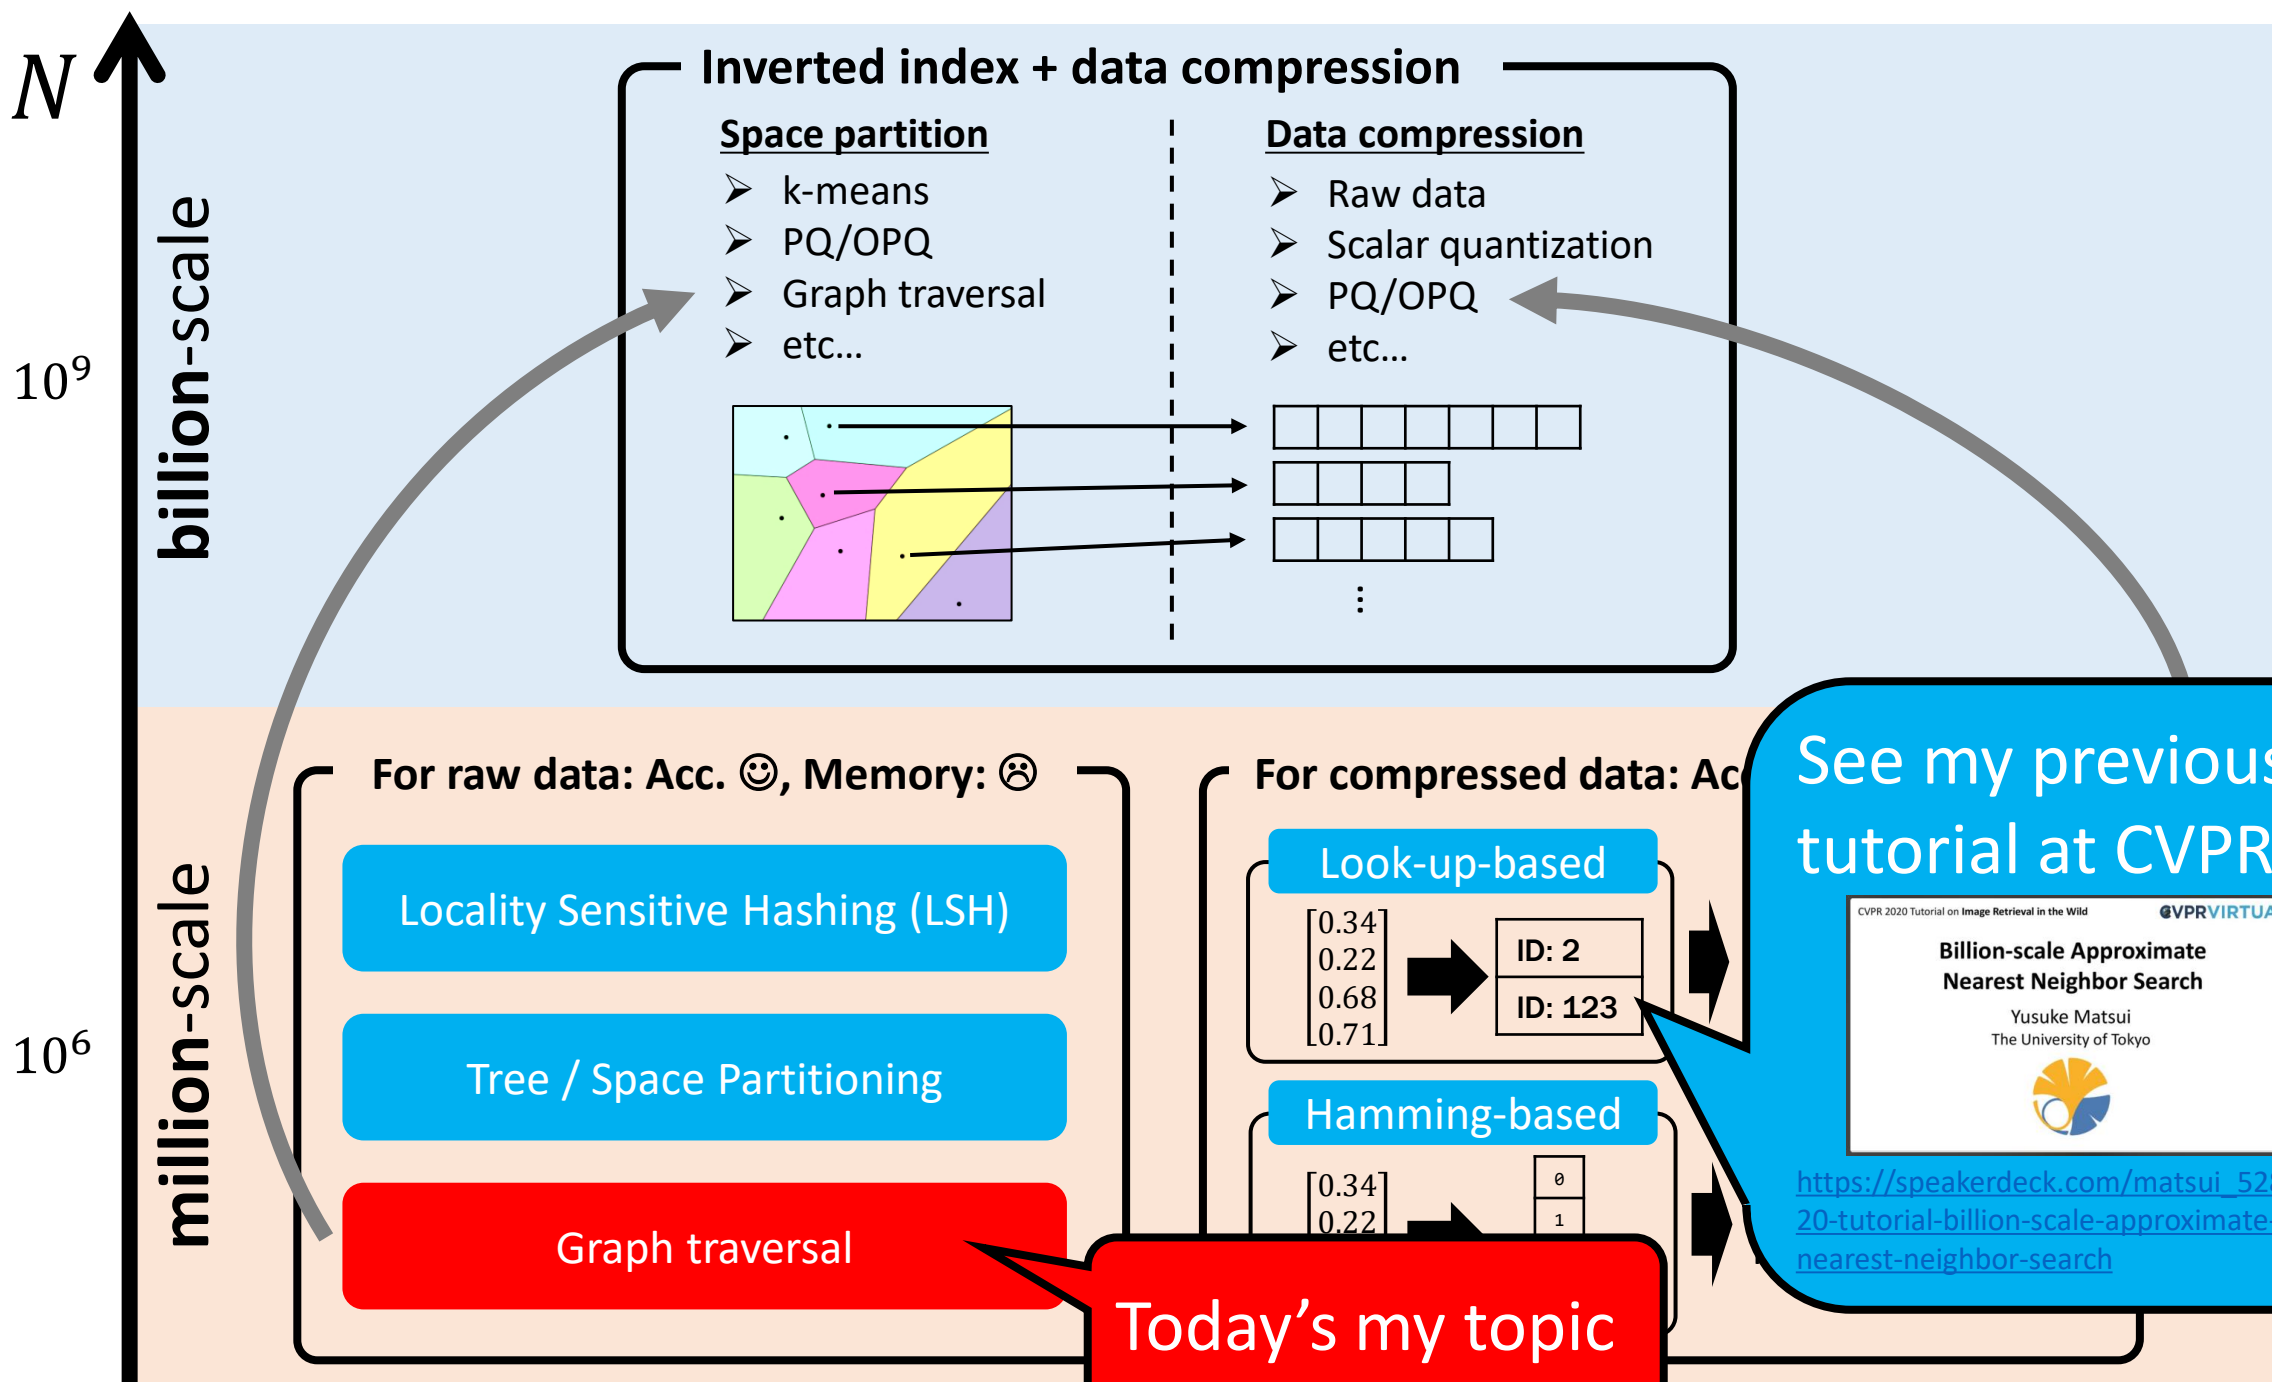 N
10⁹
10⁶
billion-scale
million-scale
Inverted index + data compression
Space partition
➢ k-means
➢ PQ/OPQ
➢ Graph traversal
➢ etc...
Data compression
➢ Raw data
➢ Scalar quantization
➢ PQ/OPQ
➢ etc...
⋮
For raw data: Acc. ☺, Memory: ☹
Locality Sensitive Hashing (LSH)
Tree / Space Partitioning
Graph traversal
For compressed data:
Look-up-based
0.34
0.22
0.68
0.71
ID: 2
ID: 123
Hamming-based
0.34
0.22
0
1
Today’s my topic
See my previous
tutorial at CVPR
CVPR 2020 Tutorial on Image Retrieval in the Wild
CVPRVIRTUA
Billion-scale Approximate
Nearest Neighbor Search
Yusuke Matsui
The University of Tokyo
https://speakerdeck.com/matsui_528
20-tutorial-billion-scale-approximate-
nearest-neighbor-search